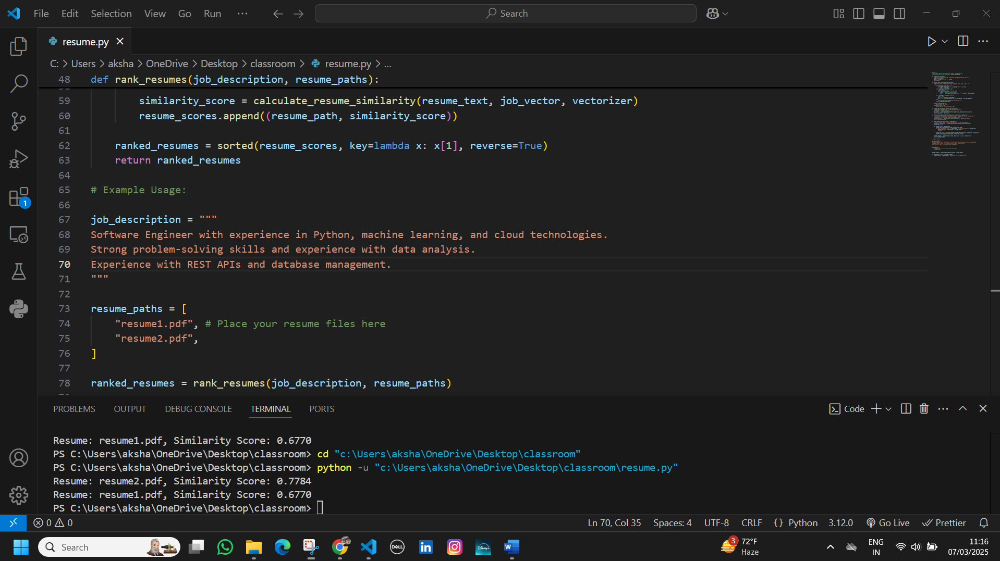 File Edit Selection View Go Run ... Search
resume.py
C: > Users > aksha > OneDrive > Desktop > classroom > resume.py > ...
48 def rank_resumes(job_description, resume_paths):
59 similarity_score = calculate_resume_similarity(resume_text, job_vector, vectorizer)
60 resume_scores.append((resume_path, similarity_score))
61
62 ranked_resumes = sorted(resume_scores, key=lambda x: x[1], reverse=True)
63 return ranked_resumes
64
65 # Example Usage:
66
67 job_description = """
68 Software Engineer with experience in Python, machine learning, and cloud technologies.
69 Strong problem-solving skills and experience with data analysis.
70 Experience with REST APIs and database management.
71 """
72
73 resume_paths = [
74 "resume1.pdf", # Place your resume files here
75 "resume2.pdf",
76 ]
77
78 ranked_resumes = rank_resumes(job_description, resume_paths)
1
PROBLEMS OUTPUT DEBUG CONSOLE TERMINAL PORTS Code
Resume: resume1.pdf, Similarity Score: 0.6770
PS C:\Users\aksha\OneDrive\Desktop\classroom> cd "c:\Users\aksha\OneDrive\Desktop\classroom"
PS C:\Users\aksha\OneDrive\Desktop\classroom> python -u "c:\Users\aksha\OneDrive\Desktop\classroom\resume.py"
Resume: resume2.pdf, Similarity Score: 0.7784
Resume: resume1.pdf, Similarity Score: 0.6770
PS C:\Users\aksha\OneDrive\Desktop\classroom>
0 0 Ln 70, Col 35 Spaces: 4 UTF-8 CRLF {} Python 3.12.0 Go Live Prettier
Search DELL in Disney+ W 3 72°F ENG 11:16
Haze IN 07/03/2025